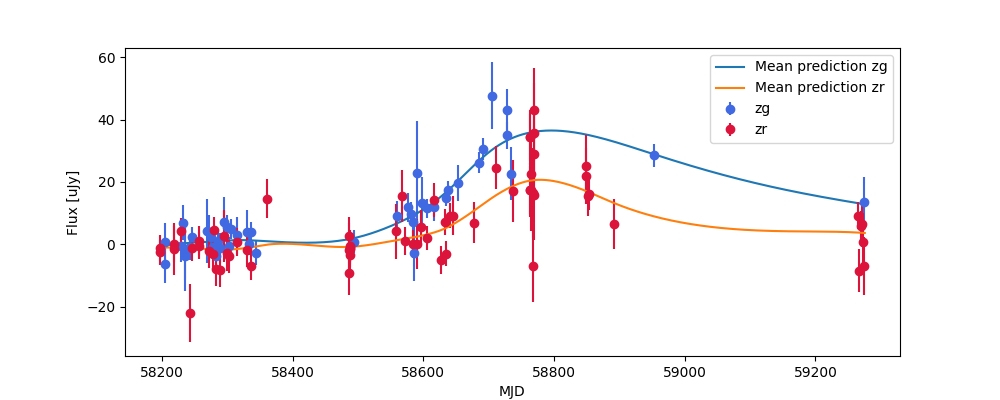 60
40
20
0
−20
Flux [uJy]
58200 58400 58600 58800 59000 59200
MJD
Mean prediction zg
Mean prediction zr
zg
zr